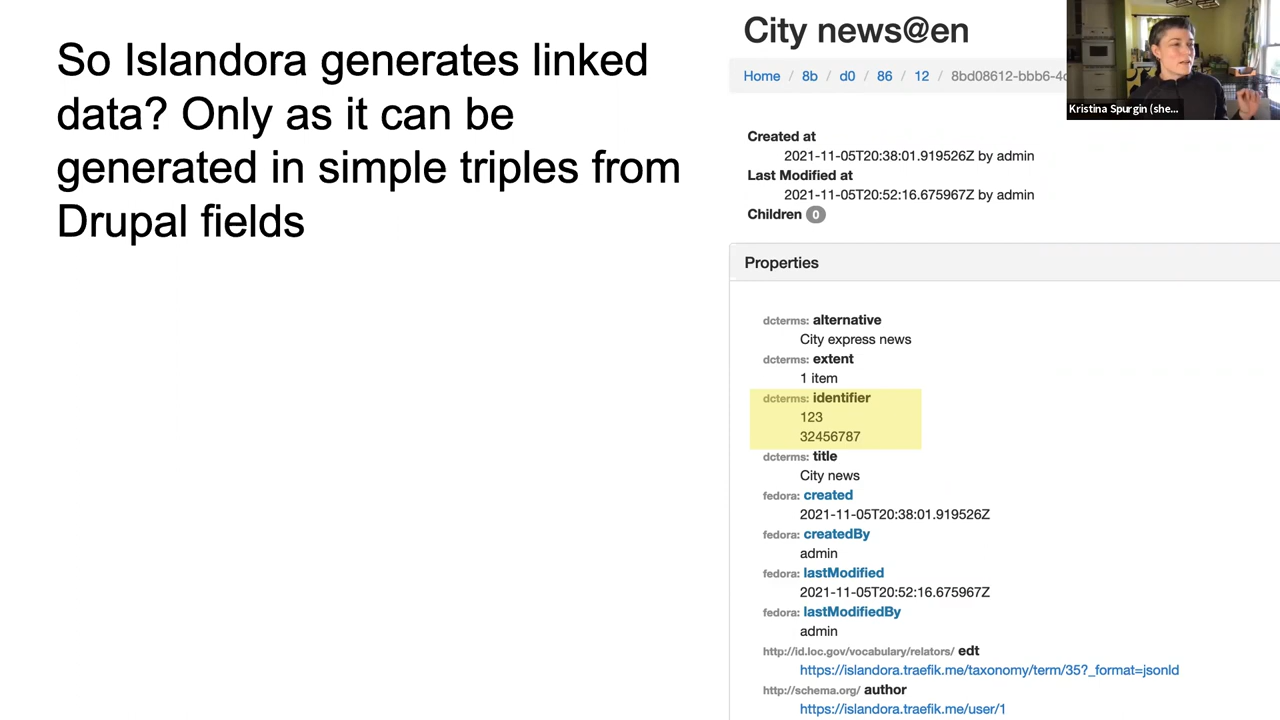 So Islandora generates linked
data? Only as it can be
generated in simple triples from
Drupal fields
City news@en
Home / 8b / d0 / 86 / 12 / 8bd08612-bbb6-4c
Kristina Spurgin (she...
Created at
2021-11-05T20:38:01.919526Z by admin
Last Modified at
2021-11-05T20:52:16.675967Z by admin
Children 0
Properties
dcterms: alternative
City express news
dcterms: extent
1 item
dcterms: identifier
123
32456787
dcterms: title
City news
fedora: created
2021-11-05T20:38:01.919526Z
fedora: createdBy
admin
fedora: lastModified
2021-11-05T20:52:16.675967Z
fedora: lastModifiedBy
admin
http://id.loc.gov/vocabulary/relators/ edt
https://islandora.traefik.me/taxonomy/term/35?_format=jsonld
http://schema.org/ author
https://islandora.traefik.me/user/1